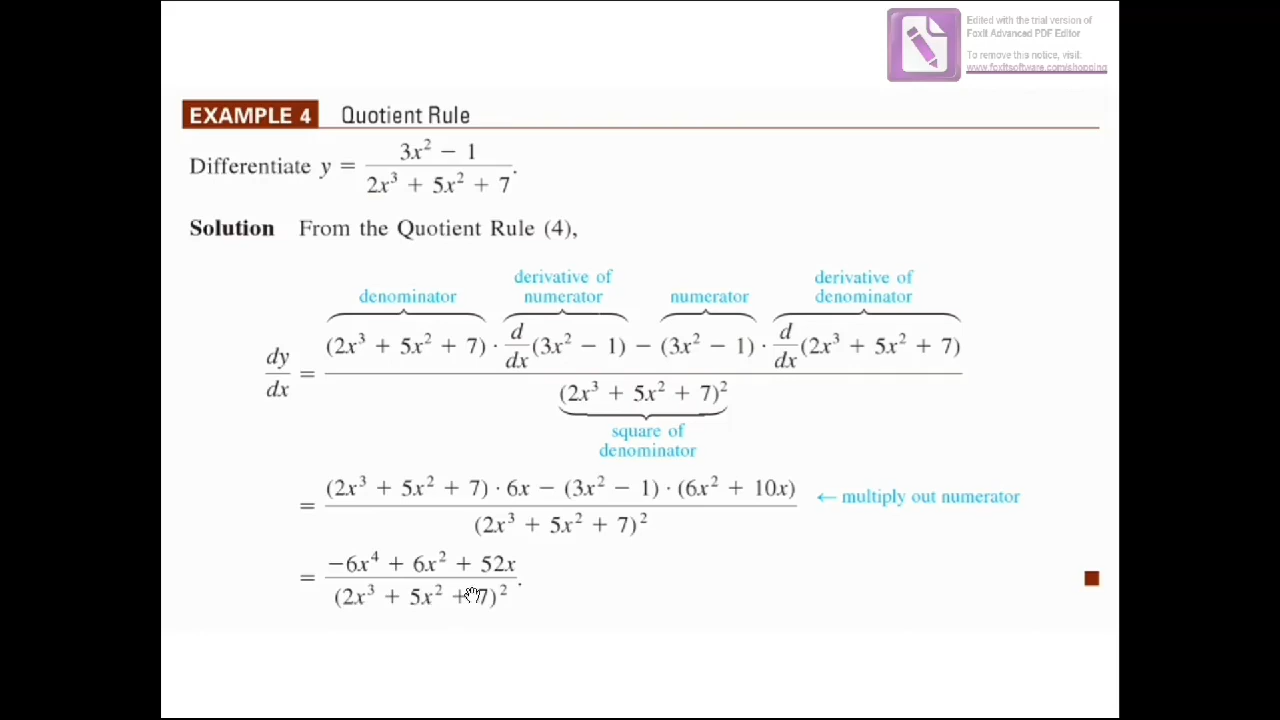 Edited with the trial version of
Foxit Advanced PDF Editor
To remove this notice, visit:
www.foxitsoftware.com/shopping
EXAMPLE 4 Quotient Rule
Differentiate y = (3x² − 1) / (2x³ + 5x² + 7).
Solution From the Quotient Rule (4),
denominator derivative of numerator numerator derivative of denominator
dy/dx = [(2x³ + 5x² + 7) · d/dx (3x² − 1) − (3x² − 1) · d/dx (2x³ + 5x² + 7)] / (2x³ + 5x² + 7)²
square of
denominator
= [(2x³ + 5x² + 7) · 6x − (3x² − 1) · (6x² + 10x)] / (2x³ + 5x² + 7)² ← multiply out numerator
= (−6x⁴ + 6x² + 52x) / (2x³ + 5x² + 7)².